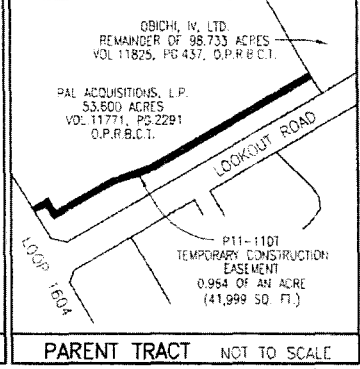 OBICHI, IV, LTD.
REMAINDER OF 98.733 ACRES
VOL 11825, PG 437, O.P.R.B.C.T.
PAL ACQUISITIONS, L.P.
53.600 ACRES
VOL. 11771, PG. 2291
O.P.R.B.C.T.
LOOKOUT ROAD
LOOP 1604
P11-11DT
TEMPORARY CONSTRUCTION
EASEMENT
0.964 OF AN ACRE
(41,999 SQ. FT.)
PARENT TRACT NOT TO SCALE